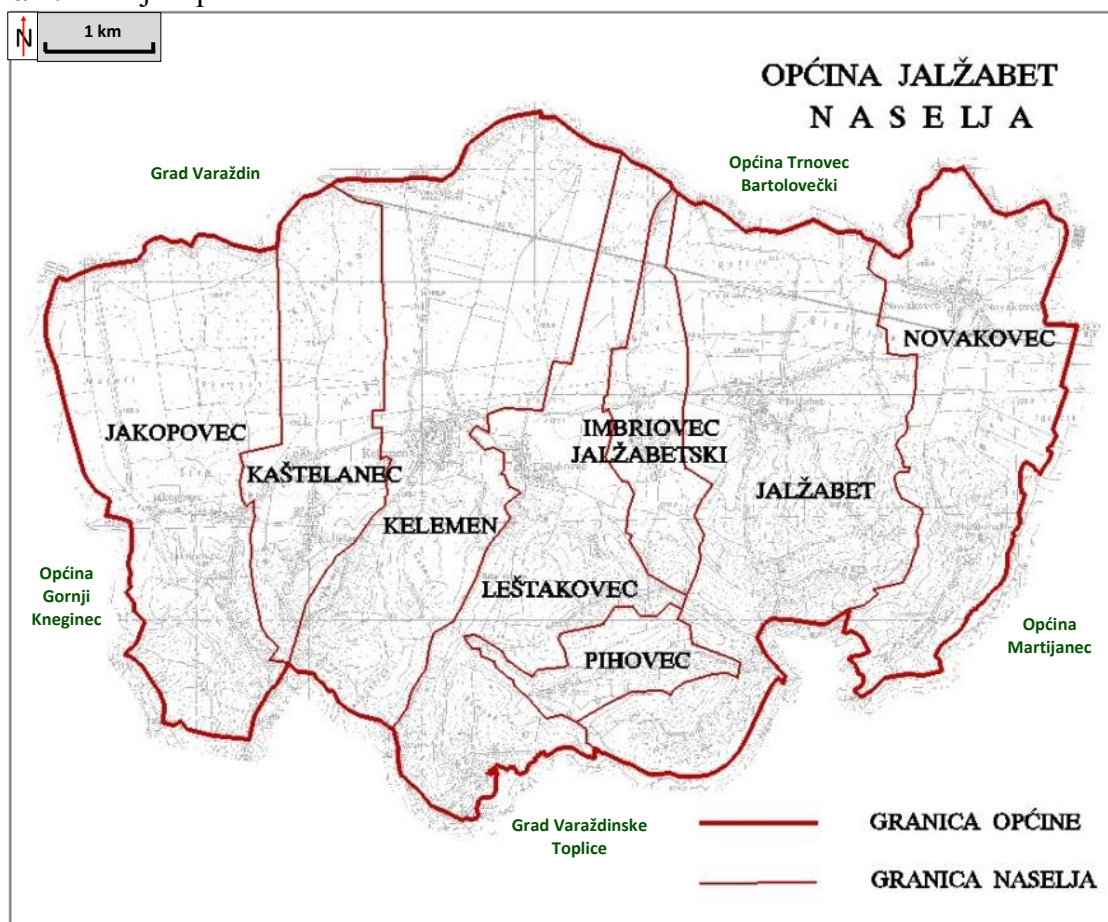 N
1 km
OPĆINA JALŽABET
N A S E LJ A
Grad Varaždin
Općina Trnovec
Bartolovečki
NOVAKOVEC
JAKOPOVEC
KAŠTELANEC
KELEMEN
IMBRIOVEC
JALŽABETSKI
JALŽABET
LEŠTAKOVEC
PIHOVEC
Općina
Gornji
Kneginec
Općina
Martijanec
Grad Varaždinske
Toplice
GRANICA OPĆINE
GRANICA NASELJA